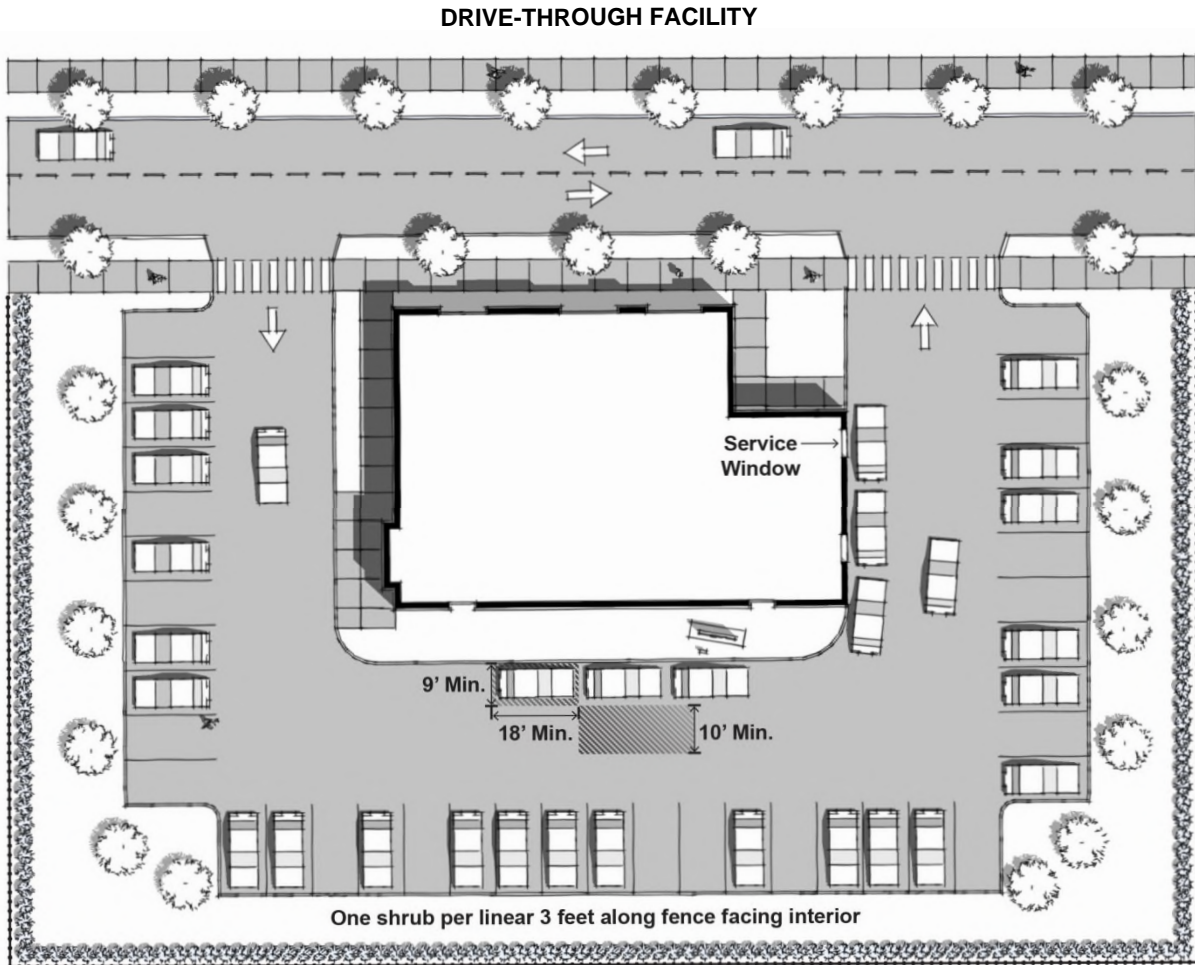 DRIVE-THROUGH FACILITY
Service
Window
9’ Min.
18’ Min.
10’ Min.
One shrub per linear 3 feet along fence facing interior